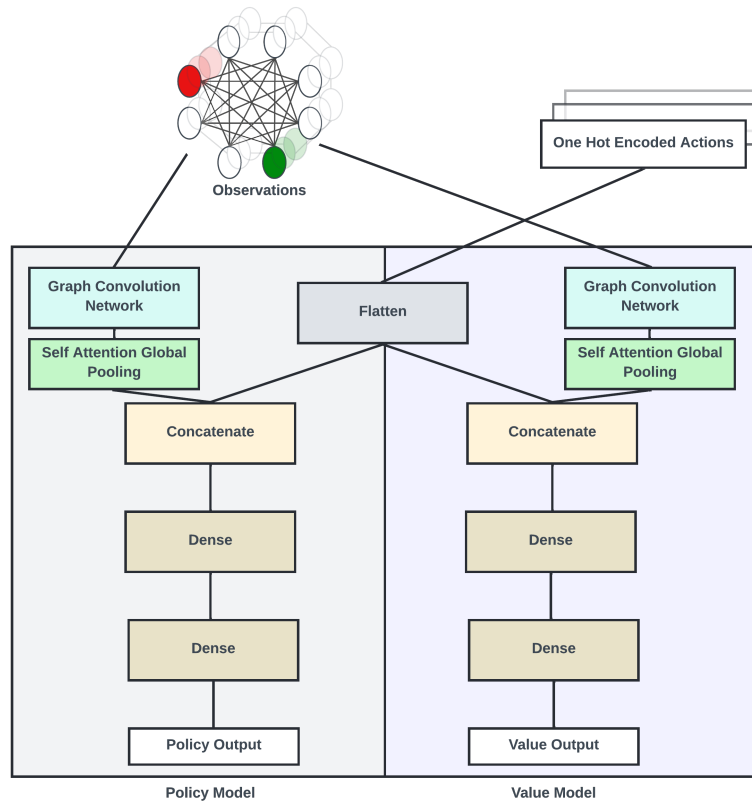 One Hot Encoded Actions
Observations
Graph Convolution
Network
Flatten
Graph Convolution
Network
Self Attention Global
Pooling
Self Attention Global
Pooling
Concatenate
Concatenate
Dense
Dense
Dense
Dense
Policy Output
Value Output
Policy Model
Value Model